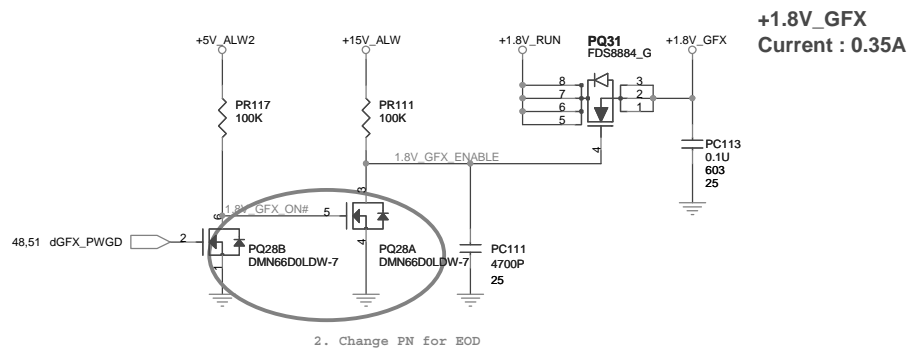 +1.8V_GFX
Current : 0.35A
+5V_ALW2
+15V_ALW
+1.8V_RUN
PQ31
FDS8884_G
+1.8V_GFX
PR117
100K
PR111
100K
8
7
6
5
3
2
1
4
1.8V_GFX_ENABLE
PC113
0.1U
603
25
6
1.8V_GFX_ON#
5
3
4
48,51 dGFX_PWGD
2
1
PQ28B
DMN66D0LDW-7
PQ28A
DMN66D0LDW-7
PC111
4700P
25
2. Change PN for EOD